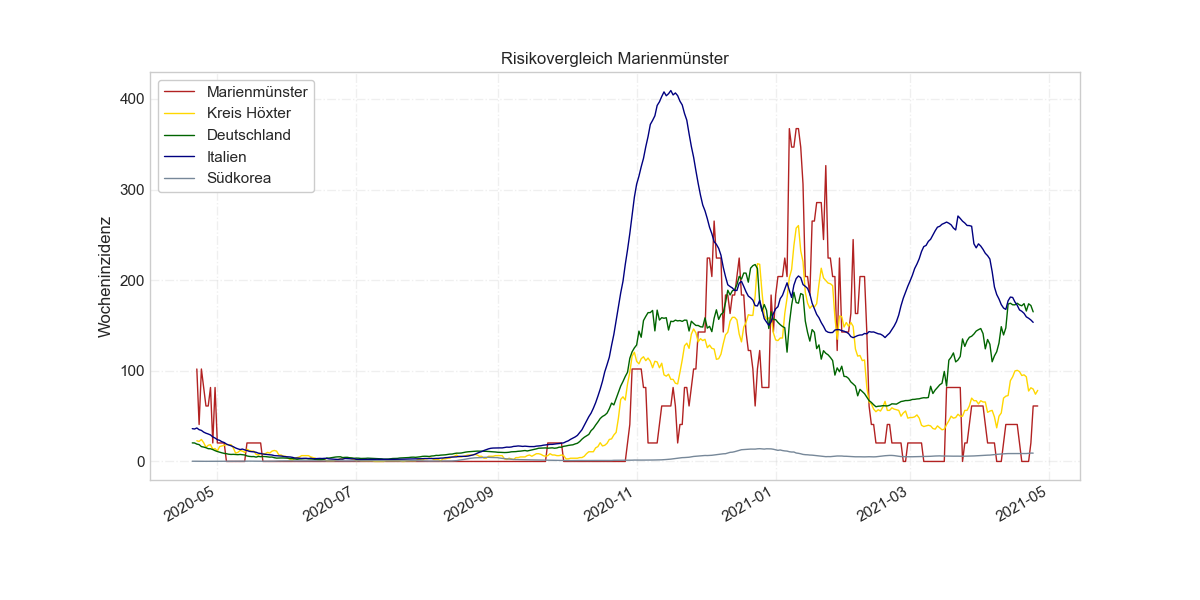 Risikovergleich Marienmünster
Marienmünster
Kreis Höxter
Deutschland
Italien
Südkorea
Wocheninzidenz
400
300
200
100
0
2020-05
2020-07
2020-09
2020-11
2021-01
2021-03
2021-05